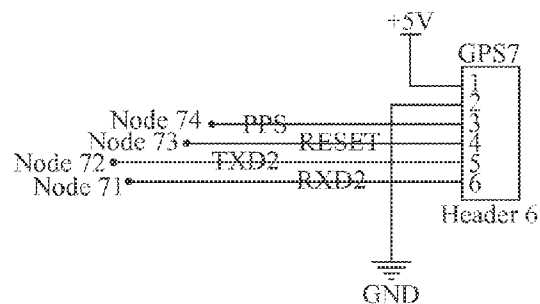 +5V
GPS7
1
2
Node 74 PPS 3
Node 73 RESET 4
Node 72 TXD2 5
Node 71 RXD2 6
Header 6
GND